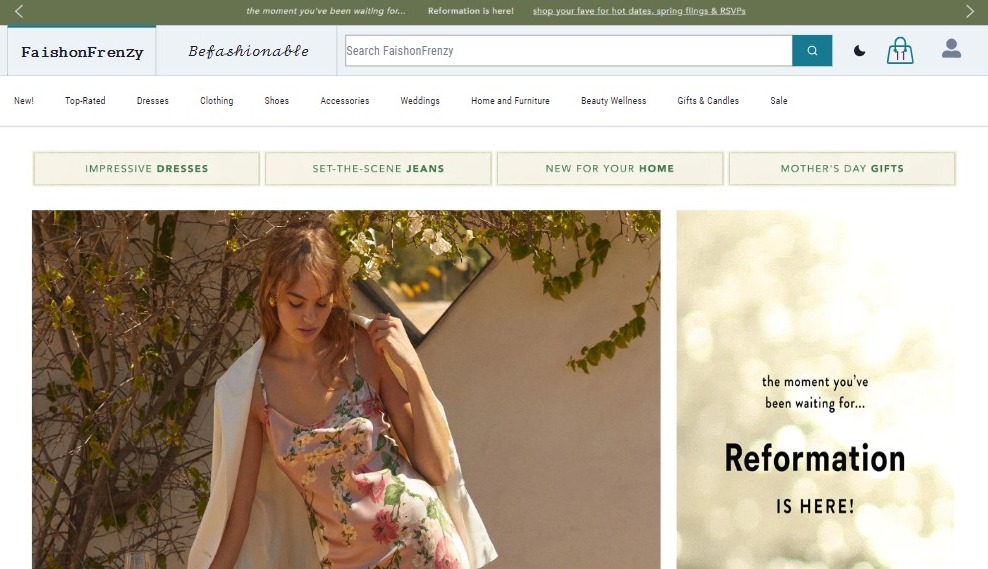 the moment you've been waiting for... Reformation is here! shop your fave for hot dates, spring flings & RSVPs
FaishonFrenzy Befashionable Search FaishonFrenzy 11
New! Top-Rated Dresses Clothing Shoes Accessories Weddings Home and Furniture Beauty Wellness Gifts & Candles Sale
IMPRESSIVE DRESSES SET-THE-SCENE JEANS NEW FOR YOUR HOME MOTHER'S DAY GIFTS
the moment you've
been waiting for...
Reformation
IS HERE!